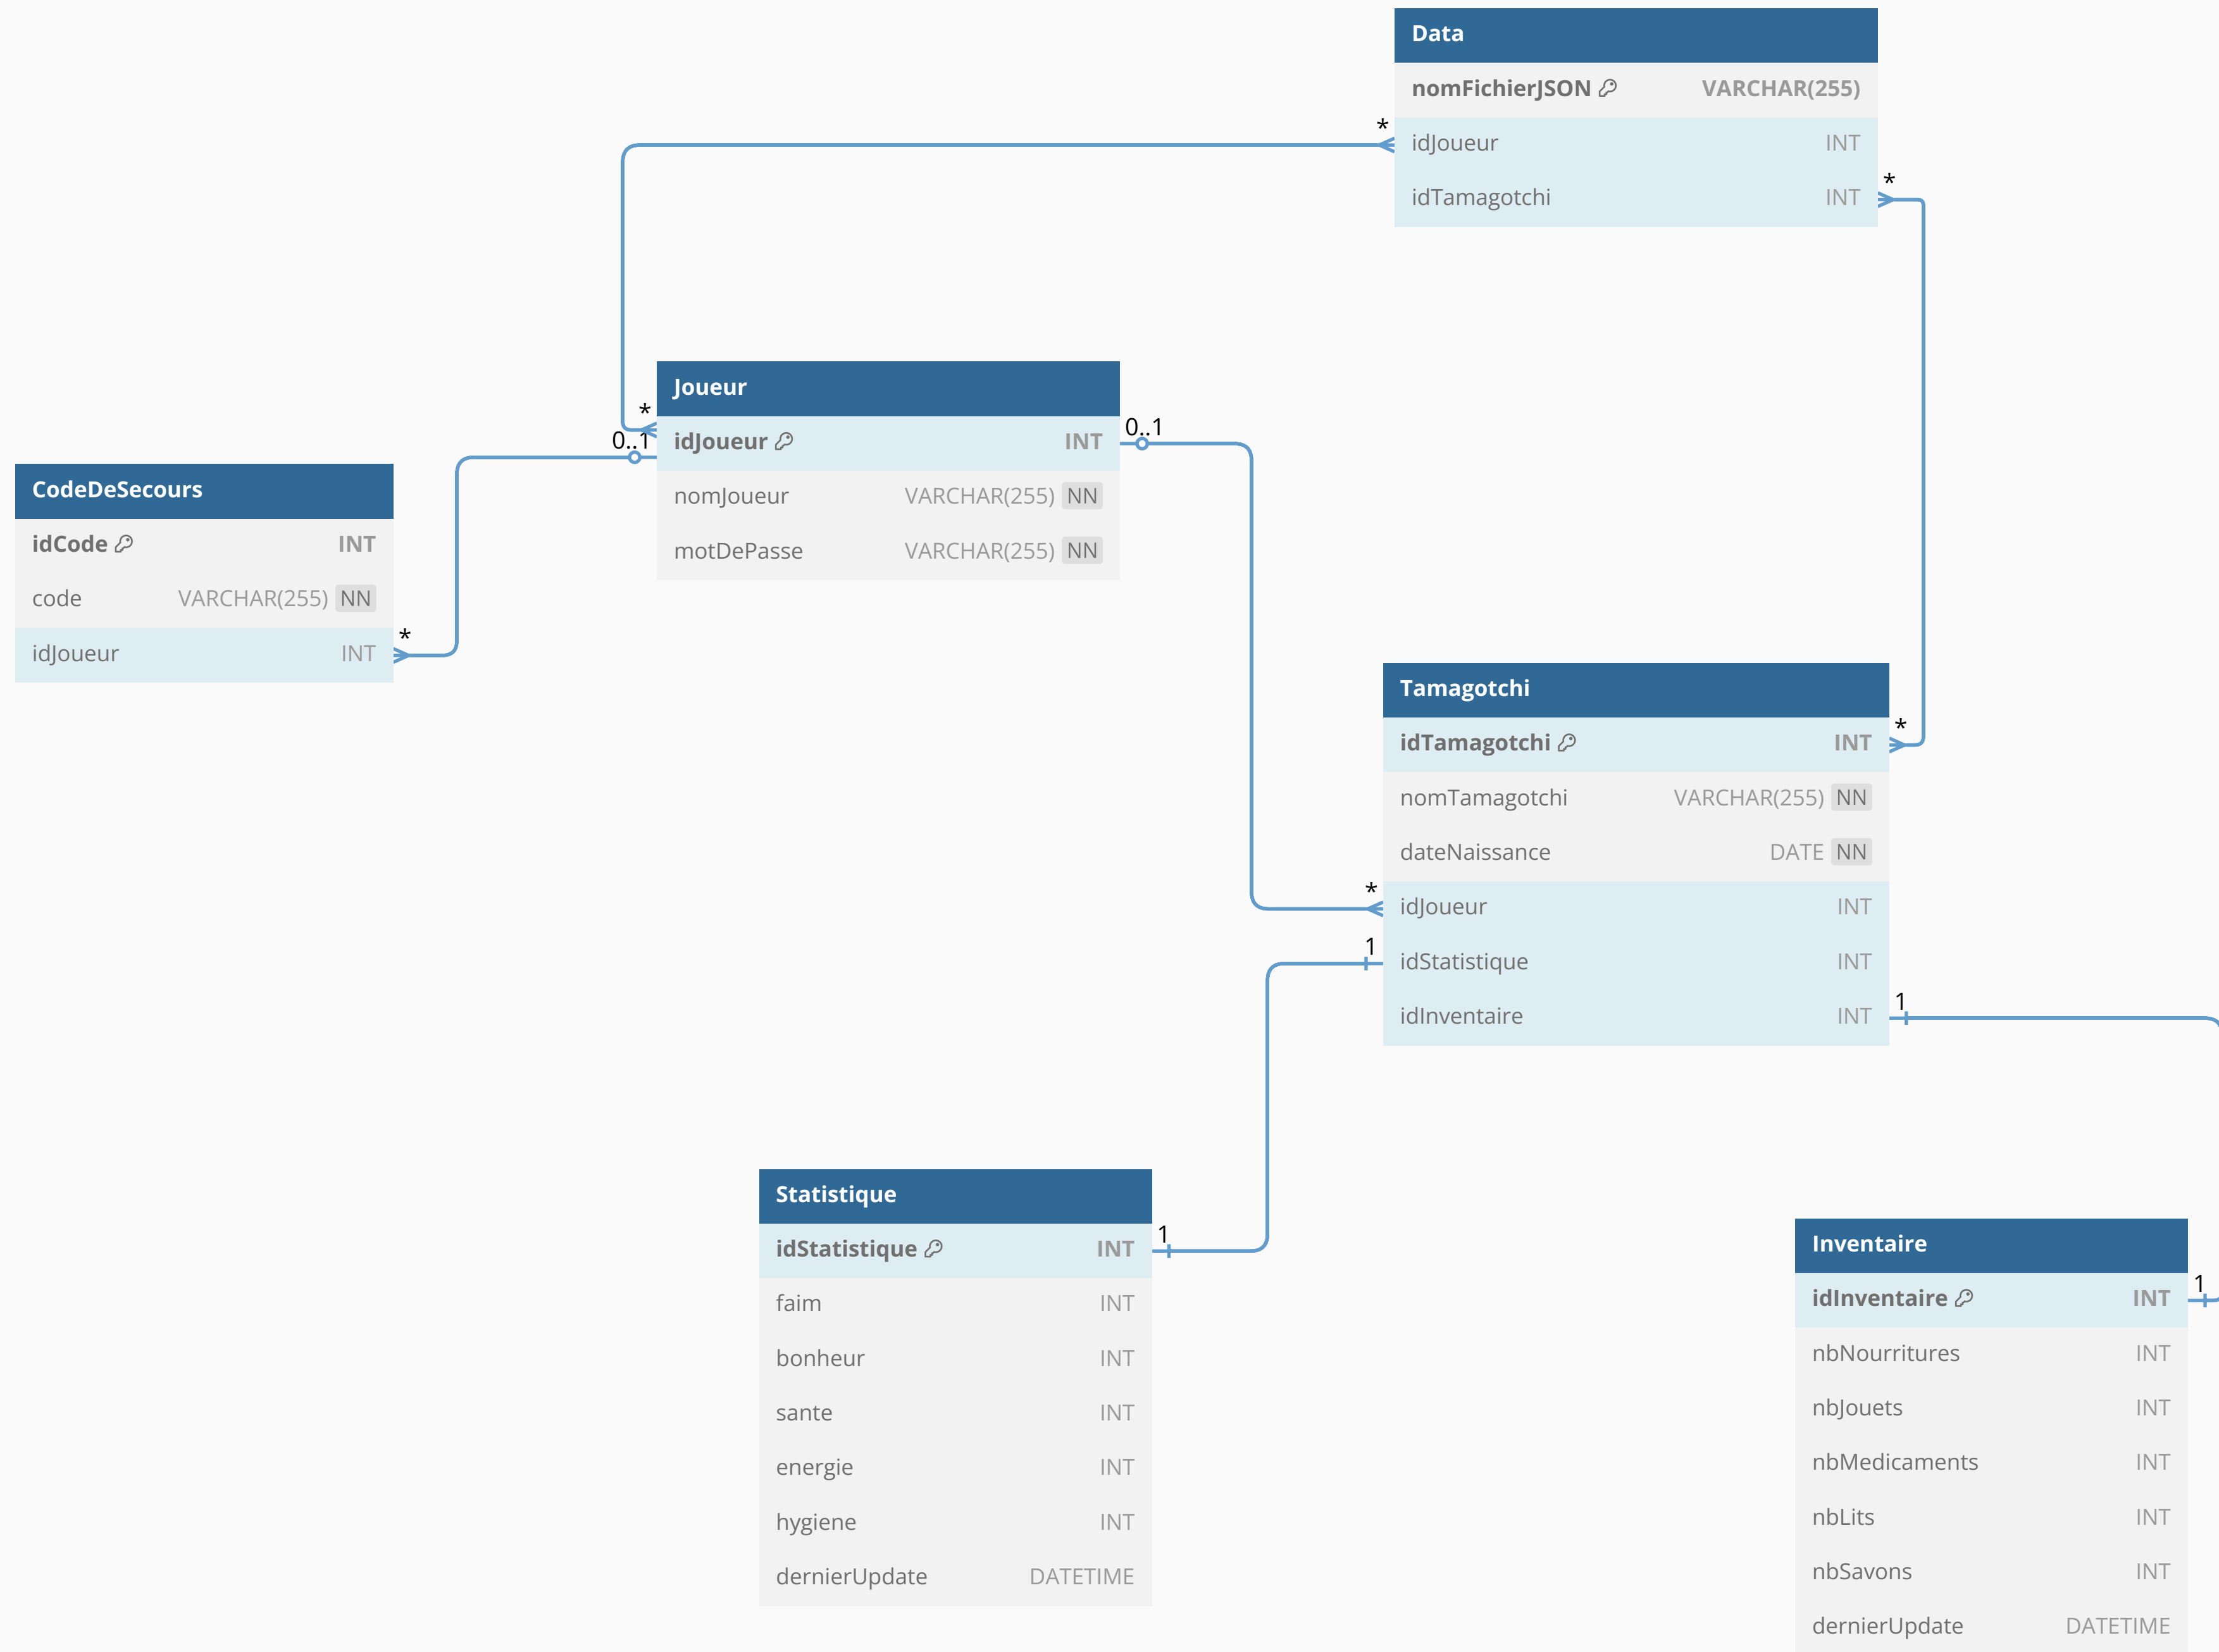 Data
nomFichierJSON VARCHAR(255)
* idJoueur INT
idTamagotchi INT *
Joueur
* 0..1 idJoueur INT 0..1
nomJoueur VARCHAR(255) NN
motDePasse VARCHAR(255) NN
CodeDeSecours
idCode INT
code VARCHAR(255) NN
idJoueur INT *
Tamagotchi
idTamagotchi INT *
nomTamagotchi VARCHAR(255) NN
dateNaissance DATE NN
* idJoueur INT
1 idStatistique INT
idInventaire INT 1
Statistique
idStatistique INT 1
faim INT
bonheur INT
sante INT
energie INT
hygiene INT
dernierUpdate DATETIME
Inventaire
idInventaire INT 1
nbNourritures INT
nbJouets INT
nbMedicaments INT
nbLits INT
nbSavons INT
dernierUpdate DATETIME